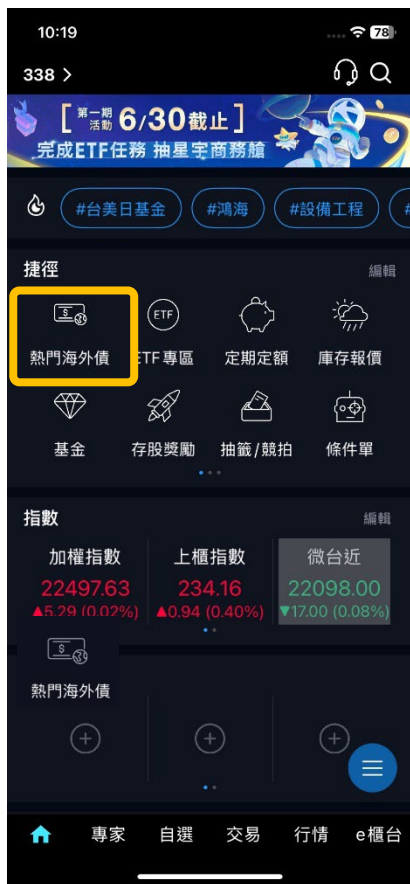 10:19
78
338 >
[ 第一期活動 6/30截止 ]
完成ETF任務 抽星宇商務艙
#台美日基金 #鴻海 #設備工程 #
捷徑 編輯
$
ETF
熱門海外債 ETF專區 定期定額 庫存報價
基金 存股獎勵 抽籤/競拍 條件單
指數 編輯
加權指數 上櫃指數 微台近
22497.63 234.16 22098.00
▲5.29 (0.02%) ▲0.94 (0.40%) ▼17.00 (0.08%)
$
熱門海外債
專家 自選 交易 行情 e櫃台